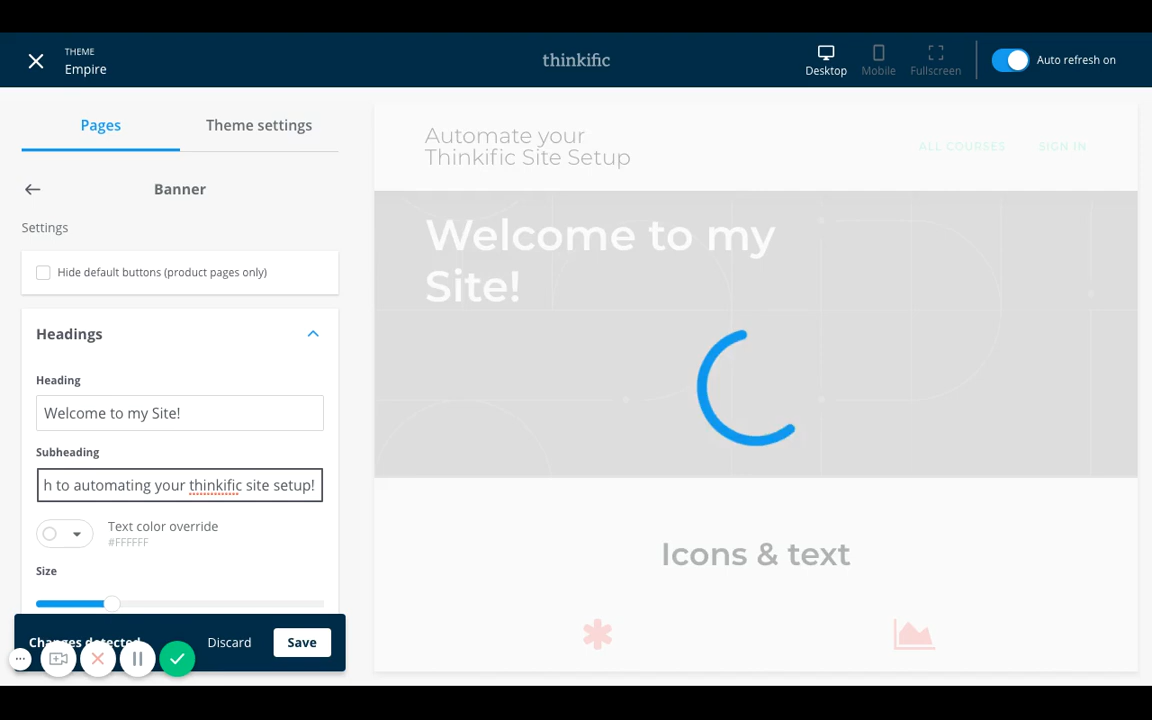 THEME
Empire
thinkific
Desktop
Mobile
Fullscreen
Auto refresh on
Pages
Theme settings
Banner
Settings
Hide default buttons (product pages only)
Headings
Heading
Welcome to my Site!
Subheading
h to automating your thinkific site setup!
Text color override
#FFFFFF
Size
Changes detected
Discard
Save
Automate your
Thinkific Site Setup
ALL COURSES
SIGN IN
Welcome to my
Site!
Icons & text